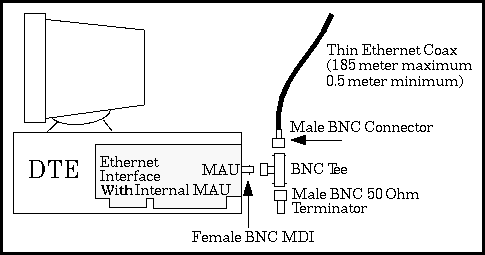 Thin Ethernet Coax
(185 meter maximum
0.5 meter minimum)
Male BNC Connector
DTE
Ethernet
Interface
With Internal MAU
MAU
BNC Tee
Male BNC 50 Ohm
Terminator
Female BNC MDI